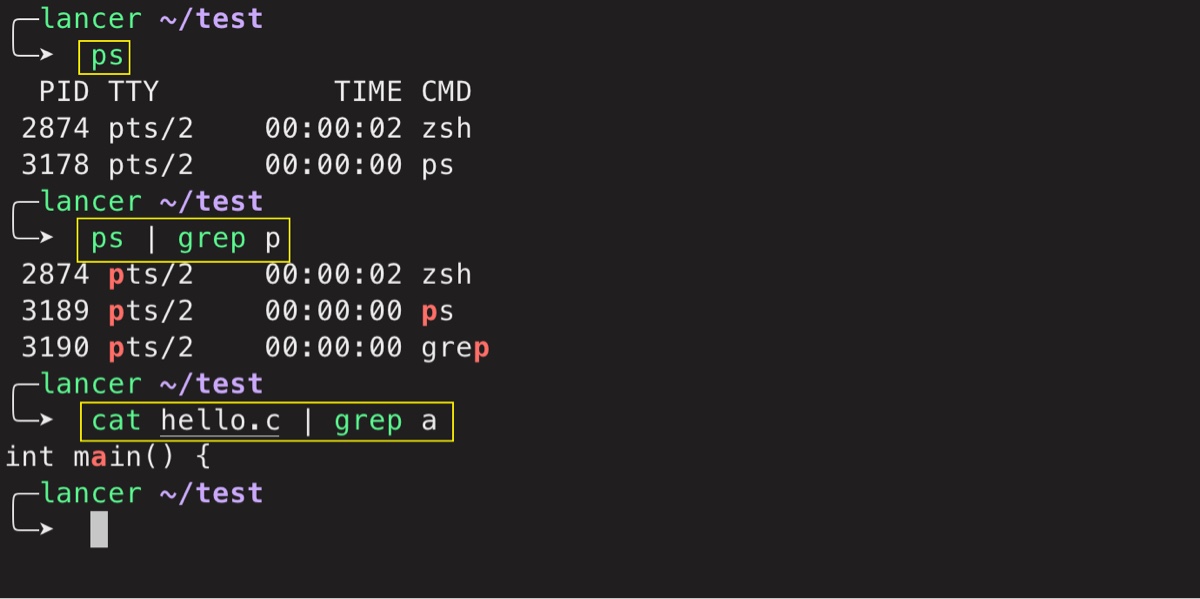 lancer ~/test
ps
PID TTY TIME CMD
2874 pts/2 00:00:02 zsh
3178 pts/2 00:00:00 ps
lancer ~/test
ps | grep p
2874 pts/2 00:00:02 zsh
3189 pts/2 00:00:00 ps
3190 pts/2 00:00:00 grep
lancer ~/test
cat hello.c | grep a
int main() {
lancer ~/test